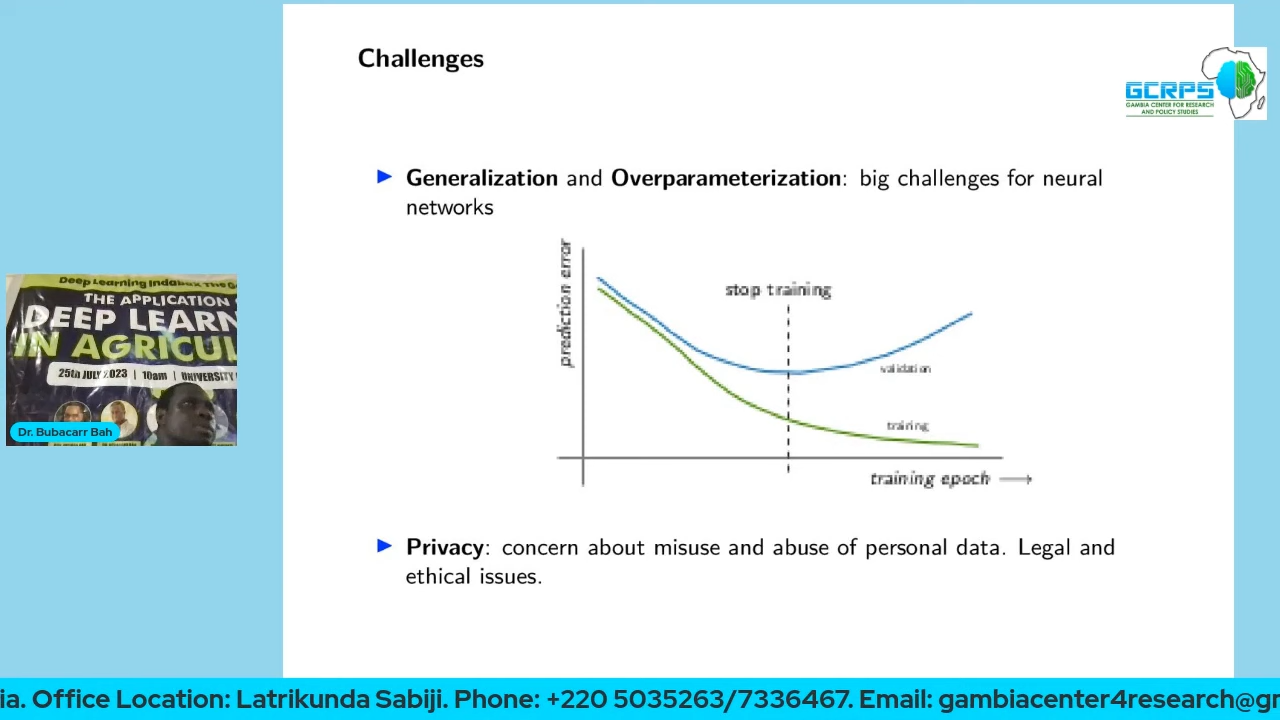 Challenges
GCRPS
GAMBIA CENTER FOR RESEARCH
AND POLICY STUDIES
▶ Generalization and Overparameterization: big challenges for neural
networks
prediction error
stop training
validation
training
training epoch
▶ Privacy: concern about misuse and abuse of personal data. Legal and
ethical issues.
Deep Learning
THE APPLICATION
DEEP LEARN
IN AGRICUL
25th JULY 2023 | 10am | UNIVERSITY
Dr. Bubacarr Bah
ia. Office Location: Latrikunda Sabiji. Phone: +220 5035263/7336467. Email: gambiacenter4research@gr